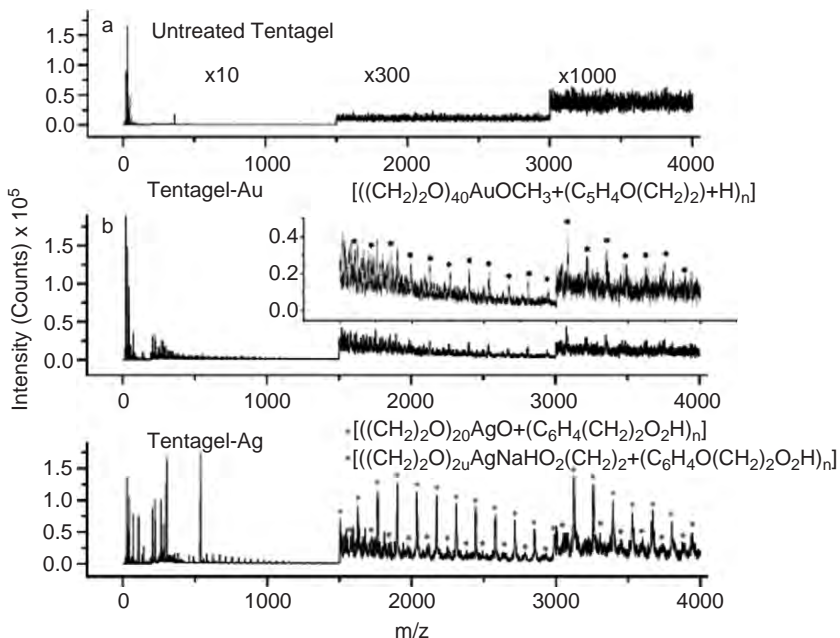 a
Untreated Tentagel
x10
x300
x1000
1.5
1.0
0.5
0.0
0
1000
2000
3000
4000
Tentagel-Au
[((CH2)2O)40AuOCH3+(C5H4O(CH2)2)+H)n]
b
1.5
1.0
0.5
0.0
0.4
0.2
0.0
0
1000
2000
3000
4000
Intensity (Counts) x 10^5
Tentagel-Ag
[((CH2)2O)20AgO+(C6H4(CH2)2O2H)n]
[((CH2)2O)2uAgNaHO2(CH2)2+(C6H4O(CH2)2O2H)n]
1.5
1.0
0.5
0.0
0
1000
2000
3000
4000
m/z